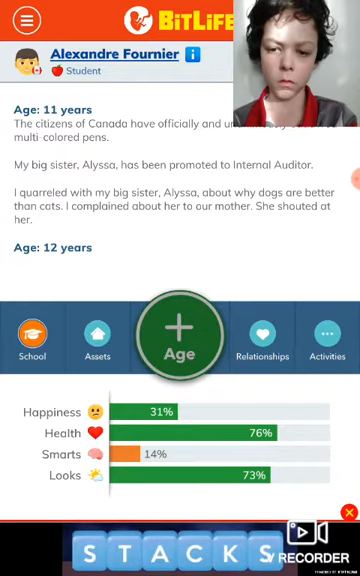 BitLife
Alexandre Fournier
Student
Age: 11 years
The citizens of Canada have officially and
multi-colored pens.
My big sister, Alyssa, has been promoted to Internal Auditor.
I quarreled with my big sister, Alyssa, about why dogs are better
than cats. I complained about her to our mother. She shouted at
her.
Age: 12 years
+
Age
School
Assets
Relationships
Activities
Happiness 31%
Health 76%
Smarts 14%
Looks 73%
STACKS
RECORDER